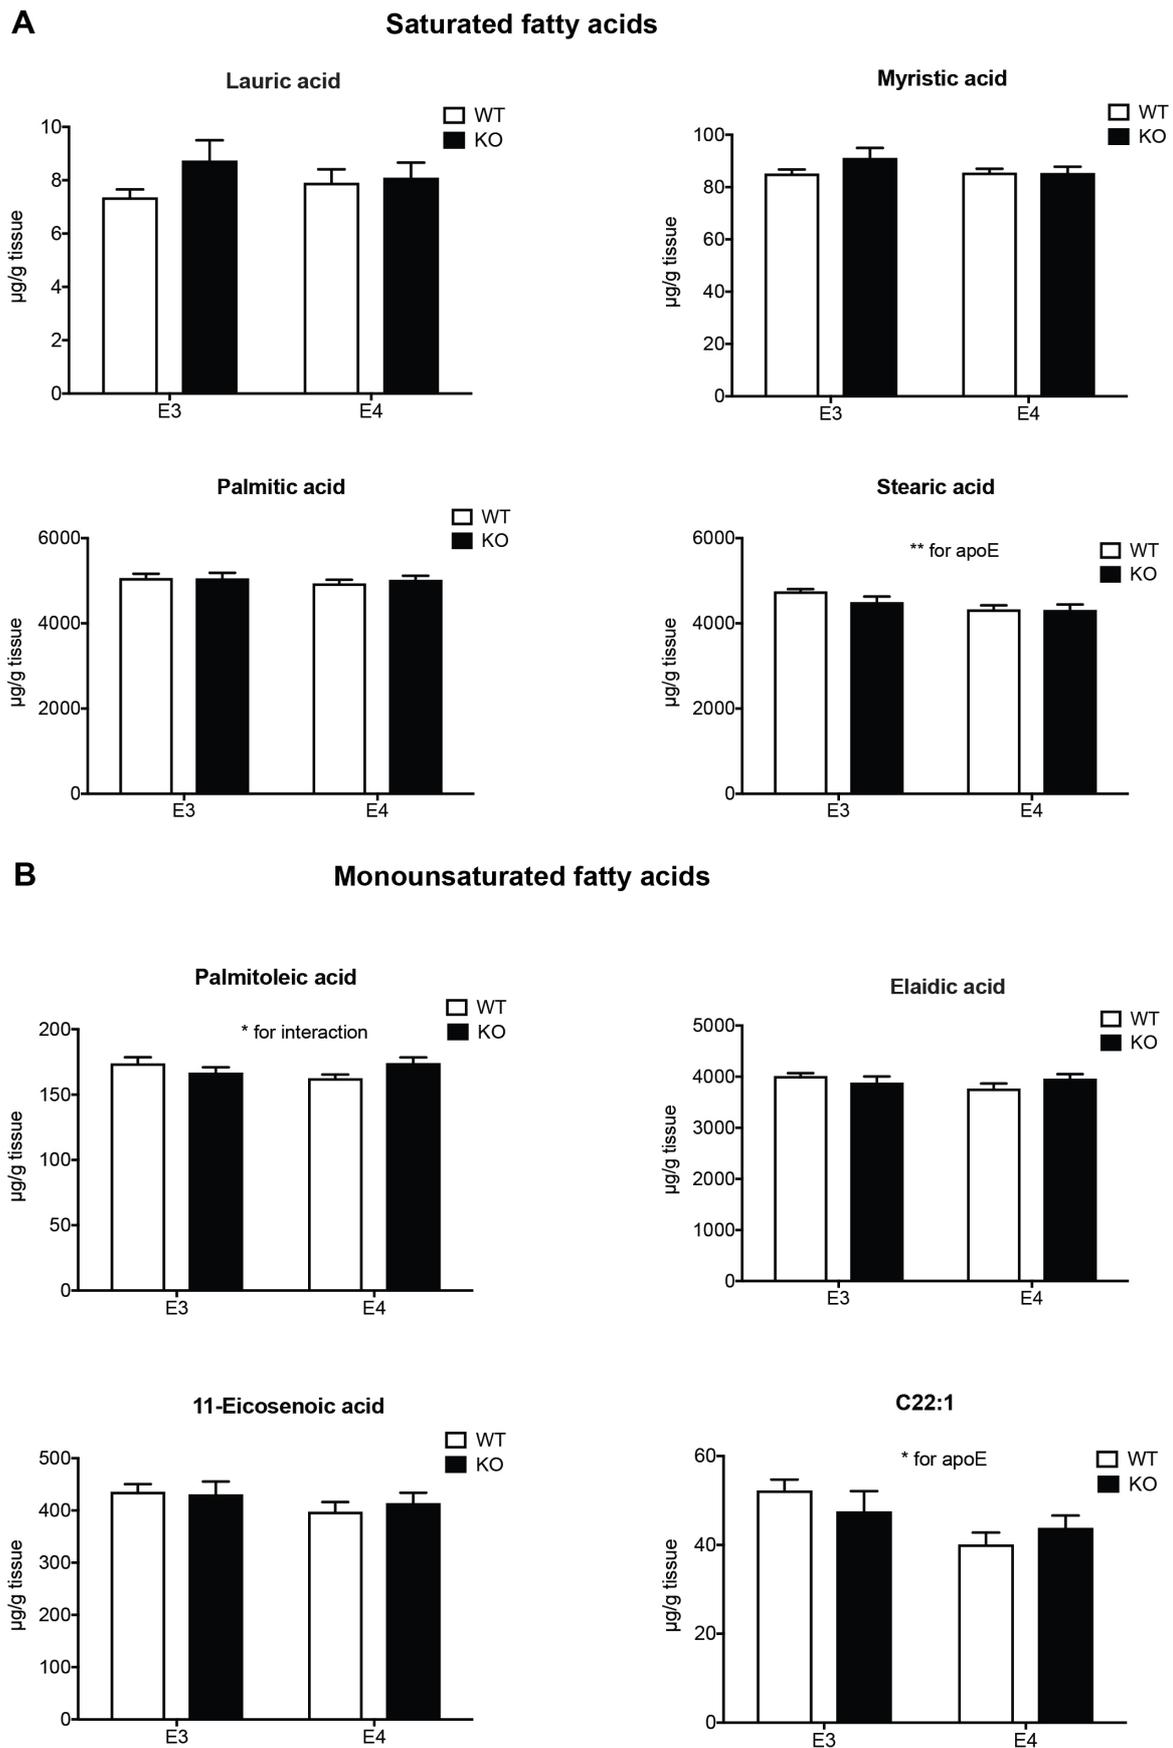 A
Saturated fatty acids
Lauric acid
WT
KO
10
8
6
4
2
0
µg/g tissue
E3
E4
Myristic acid
WT
KO
100
80
60
40
20
0
µg/g tissue
E3
E4
Palmitic acid
WT
KO
6000
4000
2000
0
µg/g tissue
E3
E4
Stearic acid
** for apoE
WT
KO
6000
4000
2000
0
µg/g tissue
E3
E4
B
Monounsaturated fatty acids
Palmitoleic acid
* for interaction
WT
KO
200
150
100
50
0
µg/g tissue
E3
E4
Elaidic acid
WT
KO
5000
4000
3000
2000
1000
0
µg/g tissue
E3
E4
11-Eicosenoic acid
WT
KO
500
400
300
200
100
0
µg/g tissue
E3
E4
C22:1
* for apoE
WT
KO
60
40
20
0
µg/g tissue
E3
E4